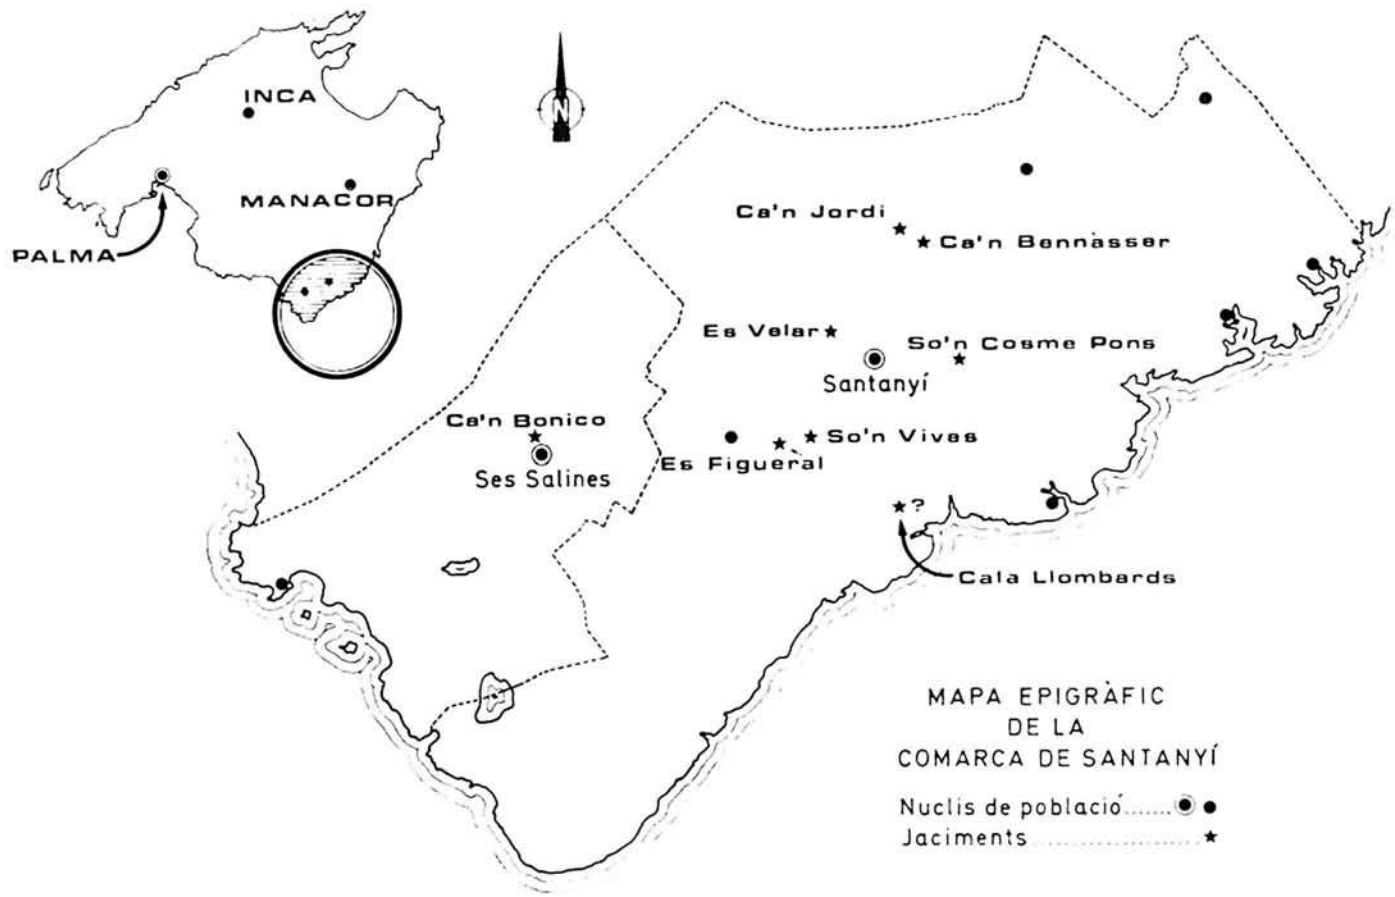 INCA
MANACOR
PALMA
N
Ca'n Jordi
Ca'n Bennàsser
Es Velar
So'n Cosme Pons
Santanyí
Ca'n Bonico
So'n Vives
Es Figueral
Ses Salines
?
Cala Llombards
MAPA EPIGRÀFIC
DE LA
COMARCA DE SANTANYÍ
Nuclis de població
Jaciments